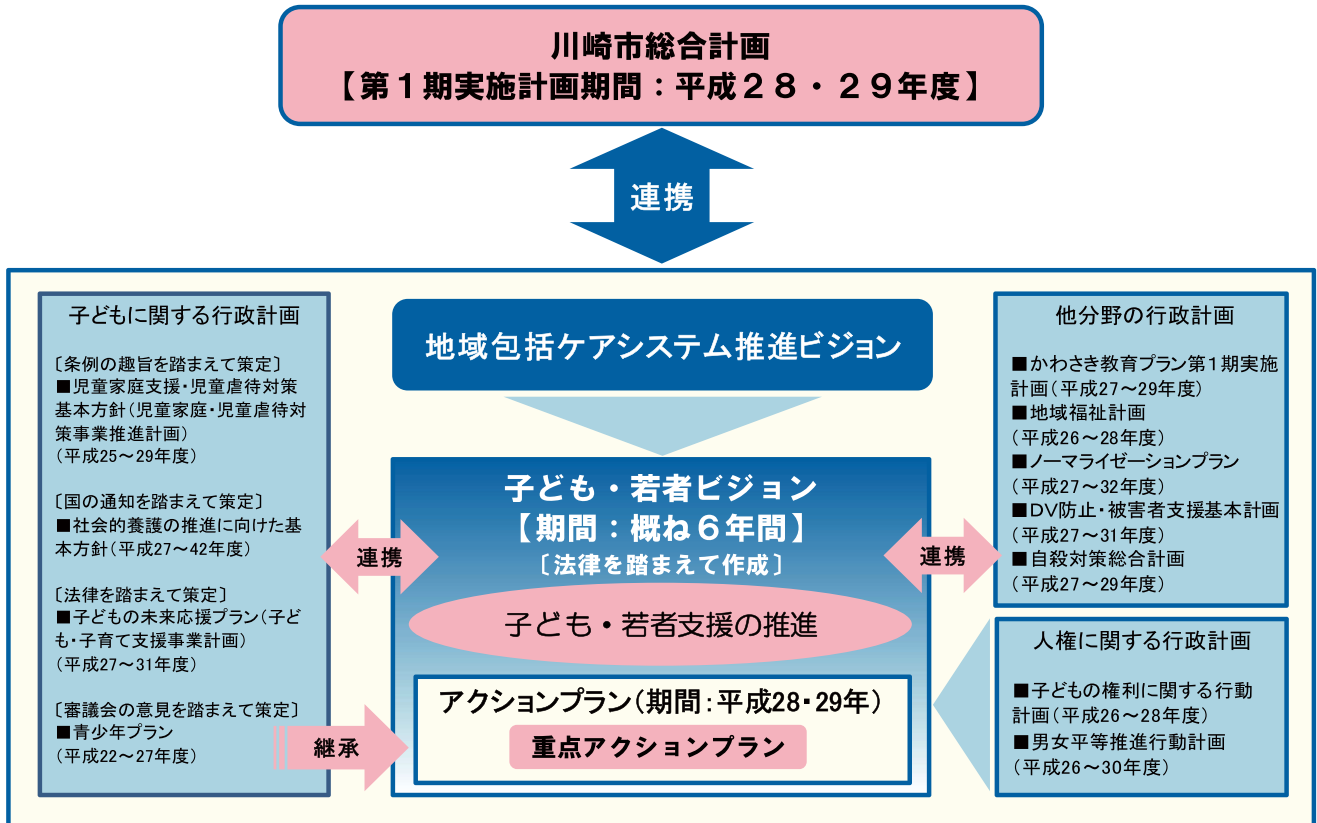 川崎市総合計画
【第１期実施計画期間：平成２８・２９年度】
連携
子どもに関する行政計画
〔条例の趣旨を踏まえて策定〕
■児童家庭支援・児童虐待対策
基本方針（児童家庭・児童虐待対
策事業推進計画）
（平成25～29年度）
〔国の通知を踏まえて策定〕
■社会的養護の推進に向けた基
本方針（平成27～42年度）
〔法律を踏まえて策定〕
■子どもの未来応援プラン（子ど
も・子育て支援事業計画）
（平成27～31年度）
〔審議会の意見を踏まえて策定〕
■青少年プラン
（平成22～27年度）
連携
継承
地域包括ケアシステム推進ビジョン
子ども・若者ビジョン
【期間：概ね６年間】
〔法律を踏まえて作成〕
子ども・若者支援の推進
アクションプラン（期間：平成28・29年）
重点アクションプラン
連携
他分野の行政計画
■かわさき教育プラン第１期実施
計画（平成27～29年度）
■地域福祉計画
（平成26～28年度）
■ノーマライゼーションプラン
（平成27～32年度）
■DV防止・被害者支援基本計画
（平成27～31年度）
■自殺対策総合計画
（平成27～29年度）
人権に関する行政計画
■子どもの権利に関する行動
計画（平成26～28年度）
■男女平等推進行動計画
（平成26～30年度）